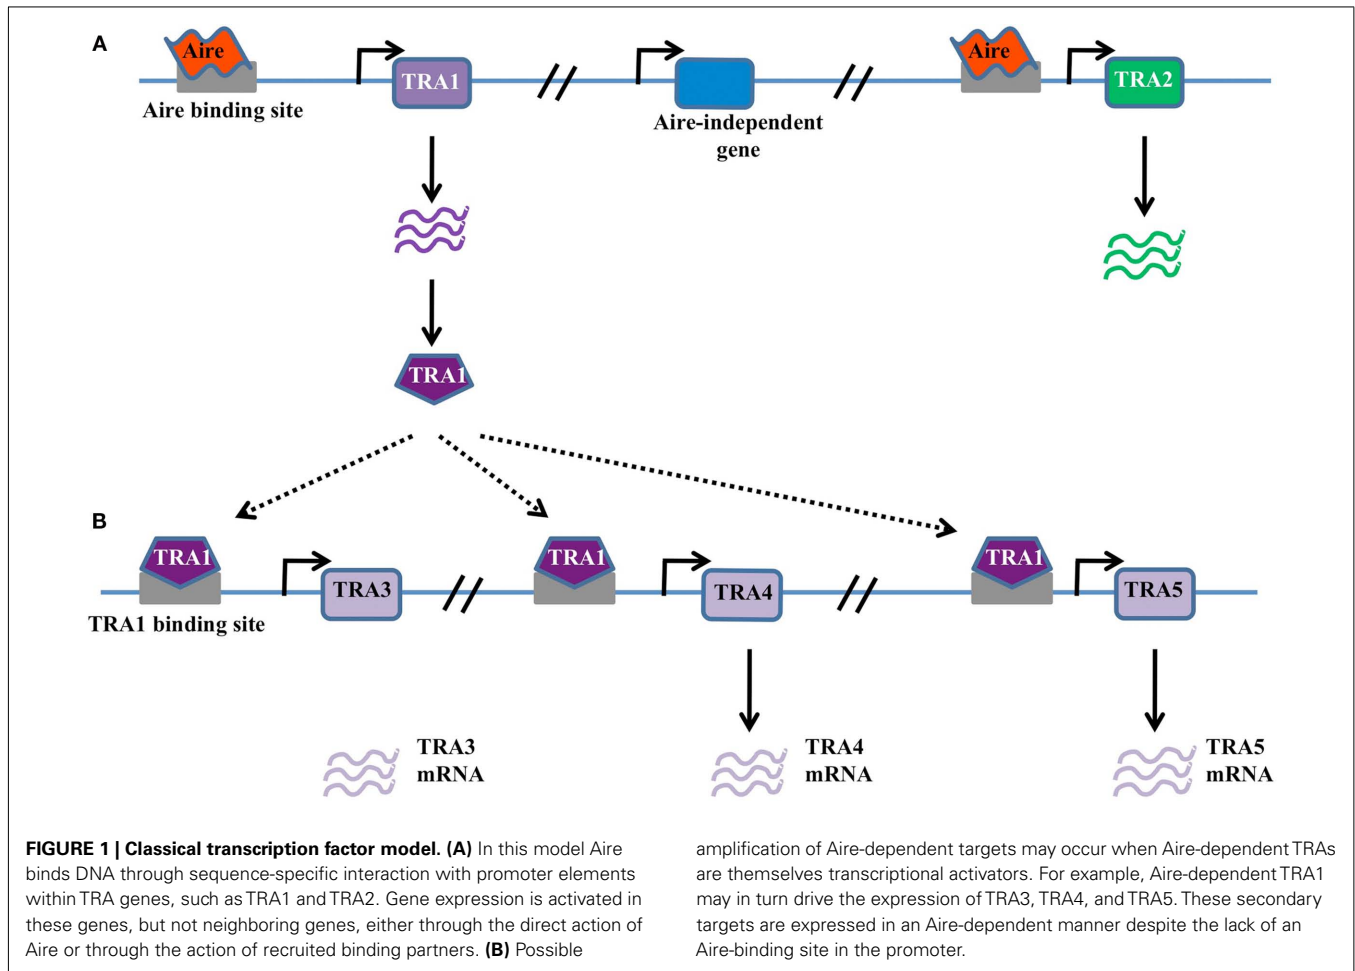 A
Aire
TRA1
Aire
TRA2
Aire binding site
Aire-independent
gene
TRA1
B
TRA1
TRA3
TRA1
TRA4
TRA1
TRA5
TRA1 binding site
TRA3
mRNA
TRA4
mRNA
TRA5
mRNA
FIGURE 1 | Classical transcription factor model. (A) In this model Aire
binds DNA through sequence-specific interaction with promoter elements
within TRA genes, such as TRA1 and TRA2. Gene expression is activated in
these genes, but not neighboring genes, either through the direct action of
Aire or through the action of recruited binding partners. (B) Possible
amplification of Aire-dependent targets may occur when Aire-dependent TRAs
are themselves transcriptional activators. For example, Aire-dependent TRA1
may in turn drive the expression of TRA3, TRA4, and TRA5. These secondary
targets are expressed in an Aire-dependent manner despite the lack of an
Aire-binding site in the promoter.